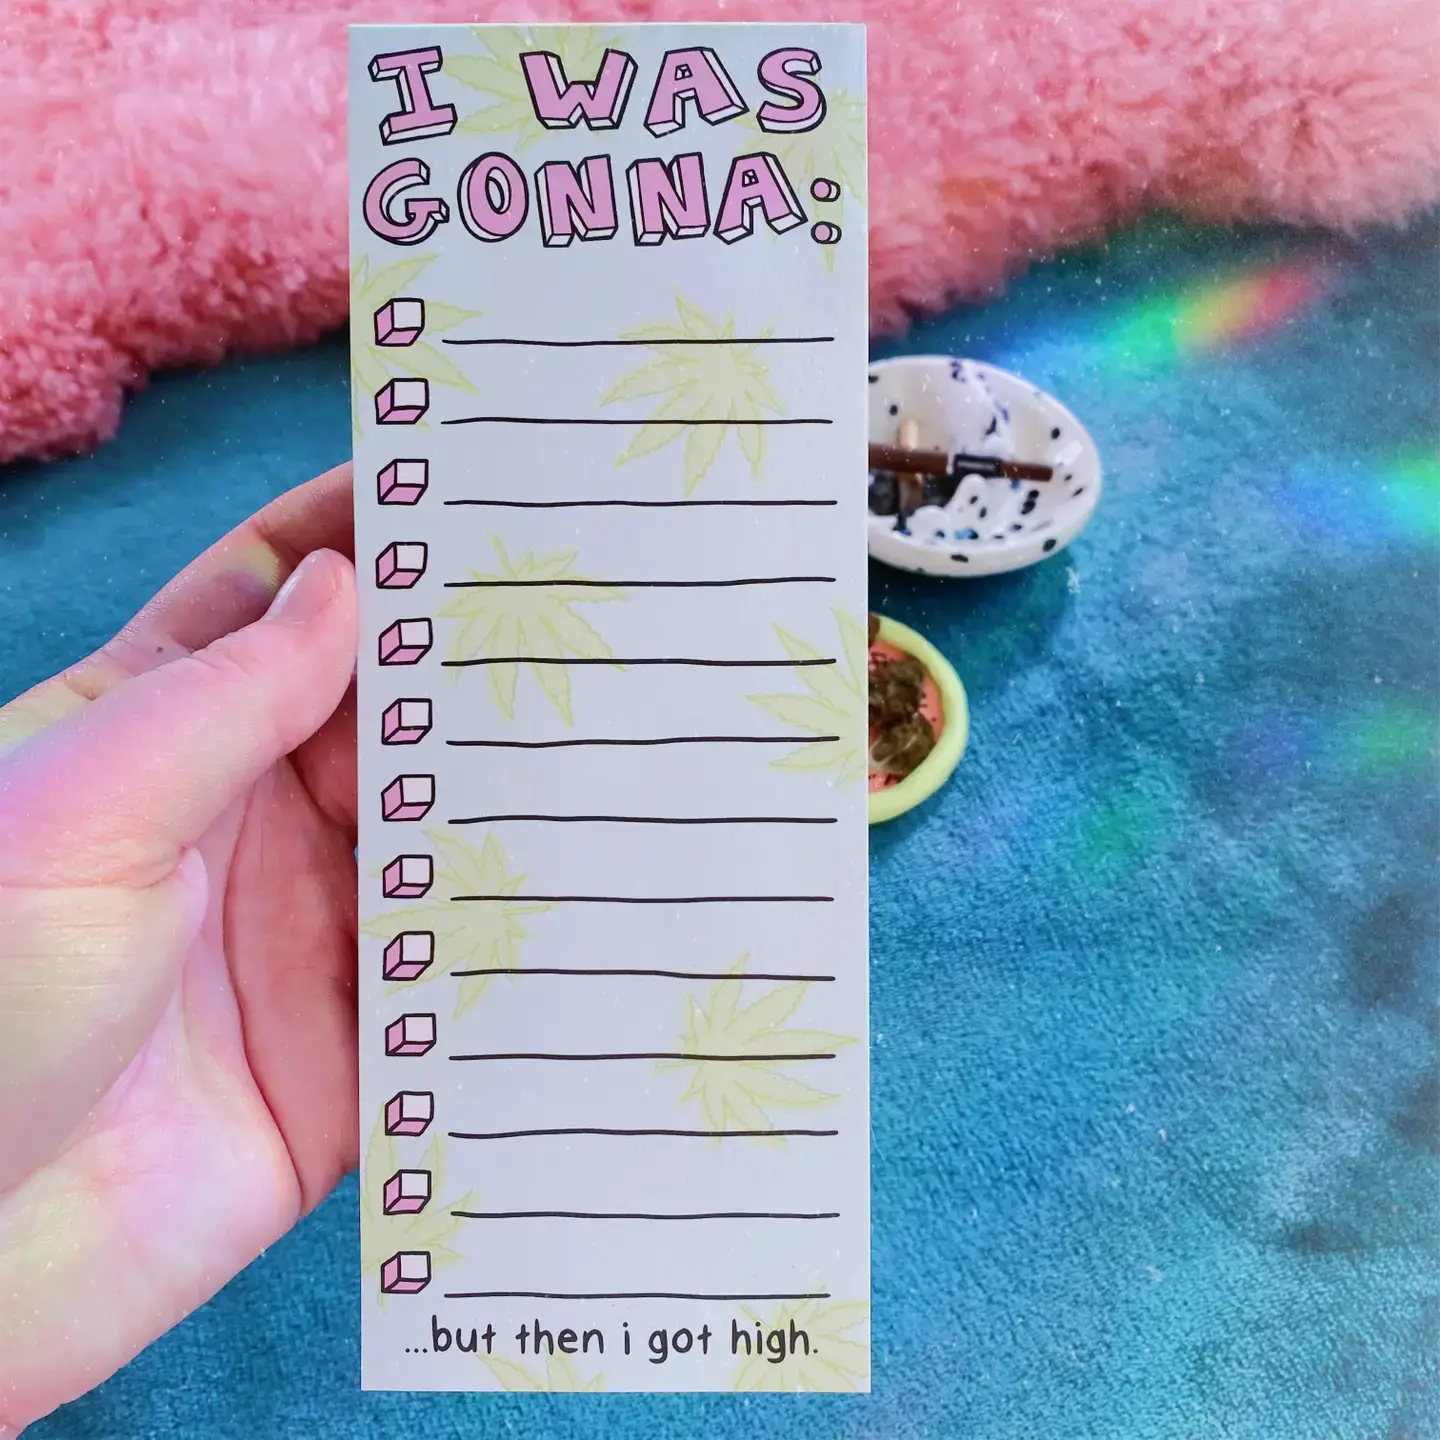 I WAS
GONNA:
...but then i got high.